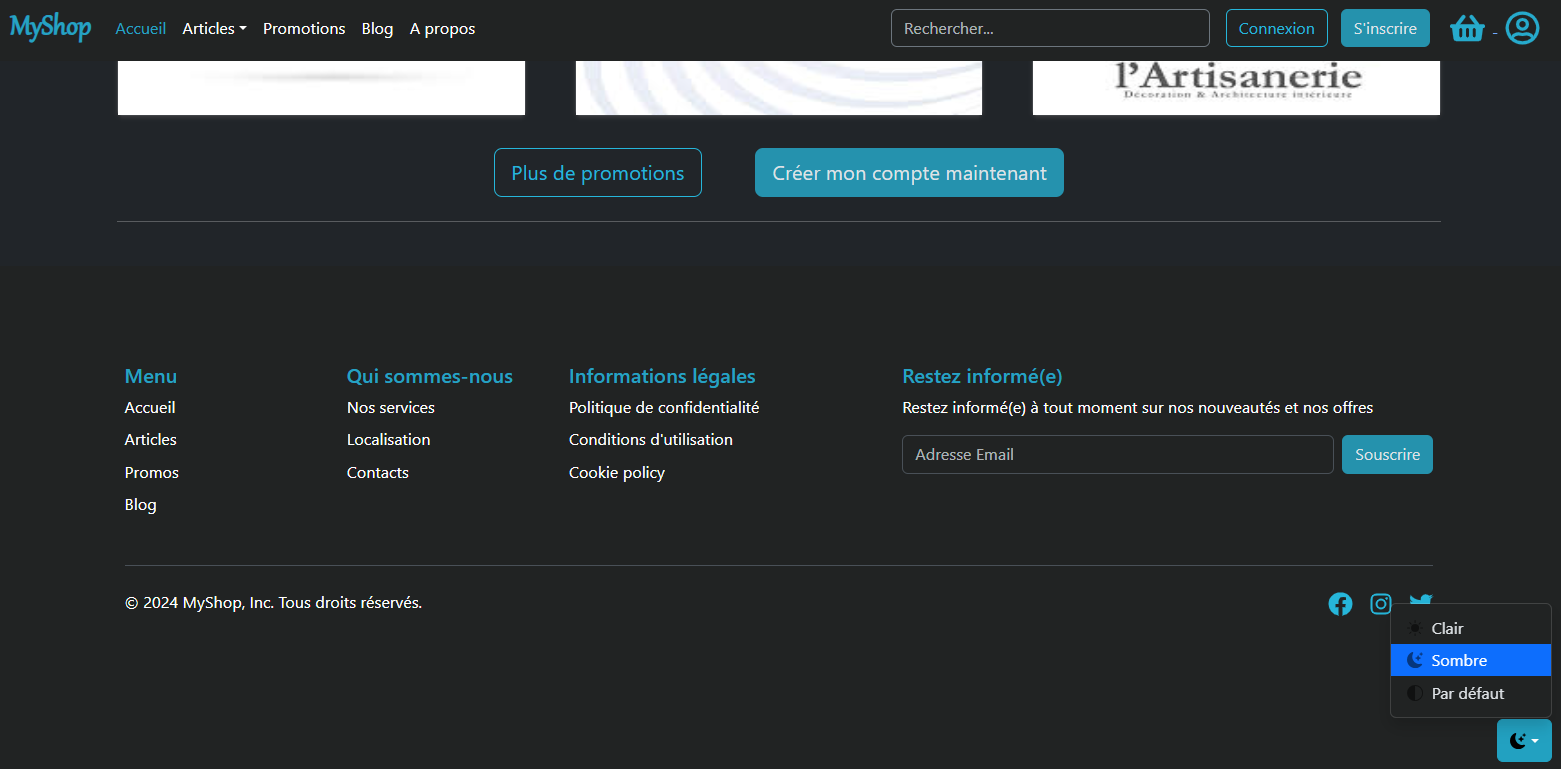 MyShop Accueil Articles Promotions Blog A propos Rechercher... Connexion S'inscrire -
l'Artisanerie
Décoration & Architecture intérieure
Plus de promotions Créer mon compte maintenant
Menu Qui sommes-nous Informations légales Restez informé(e)
Accueil Nos services Politique de confidentialité Restez informé(e) à tout moment sur nos nouveautés et nos offres
Articles Localisation Conditions d'utilisation
Adresse Email Souscrire
Promos Contacts Cookie policy
Blog
© 2024 MyShop, Inc. Tous droits réservés.
Clair
Sombre
Par défaut